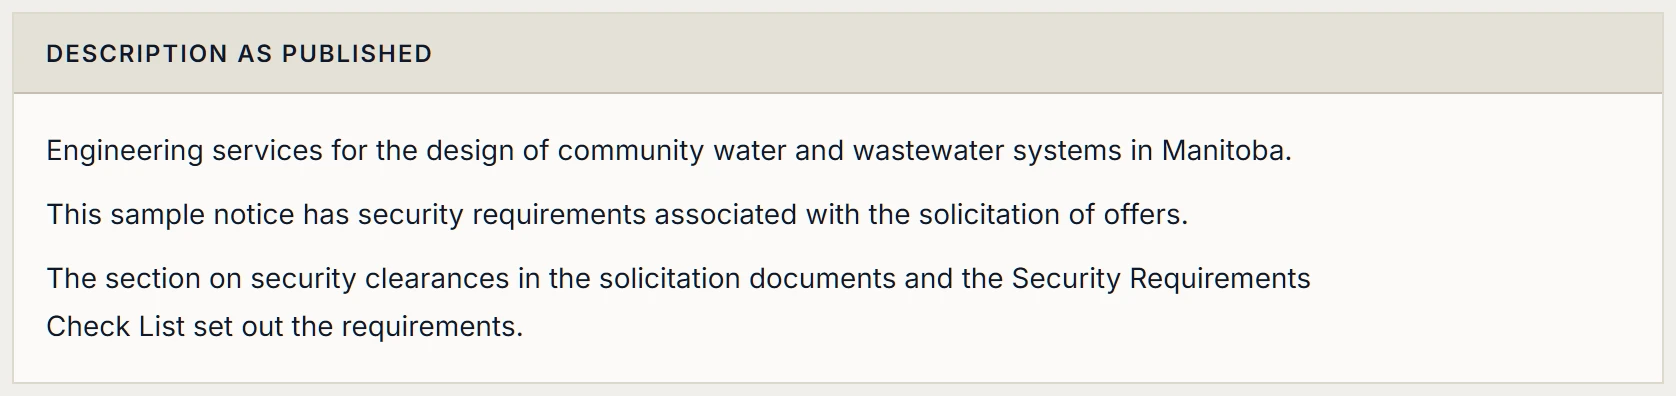 DESCRIPTION AS PUBLISHED
Engineering services for the design of community water and wastewater systems in Manitoba.
This sample notice has security requirements associated with the solicitation of offers.
The section on security clearances in the solicitation documents and the Security Requirements
Check List set out the requirements.